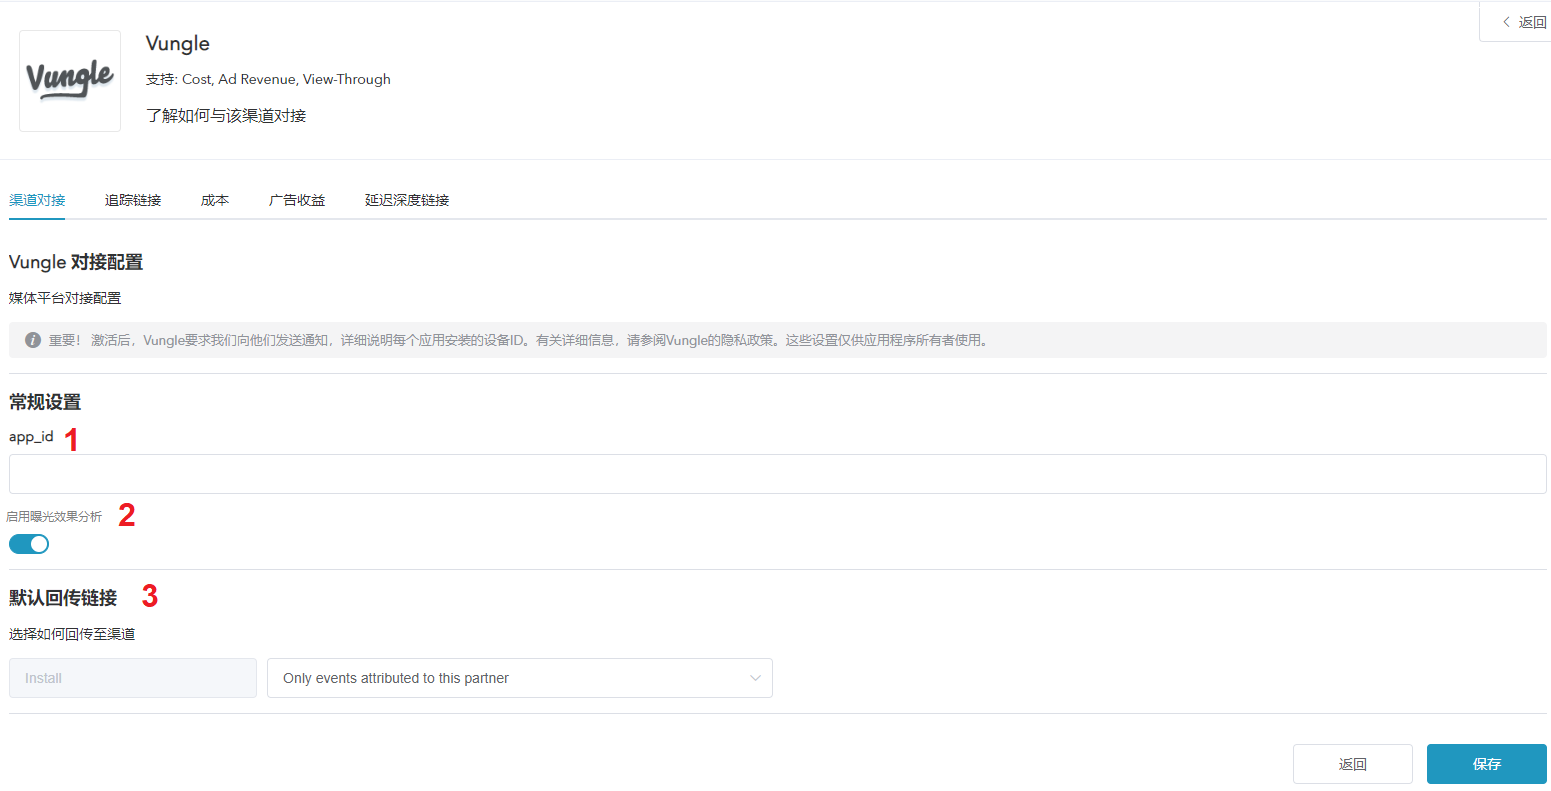 返回
Vungle
Vungle
支持: Cost, Ad Revenue, View-Through
了解如何与该渠道对接
渠道对接 追踪链接 成本 广告收益 延迟深度链接
Vungle 对接配置
媒体平台对接配置
重要！ 激活后，Vungle要求我们向他们发送通知，详细说明每个应用安装的设备ID。有关详细信息，请参阅Vungle的隐私政策。这些设置仅供应用程序所有者使用。
常规设置
app_id 1
启用曝光效果分析 2
默认回传链接 3
选择如何回传至渠道
Install Only events attributed to this partner
返回 保存